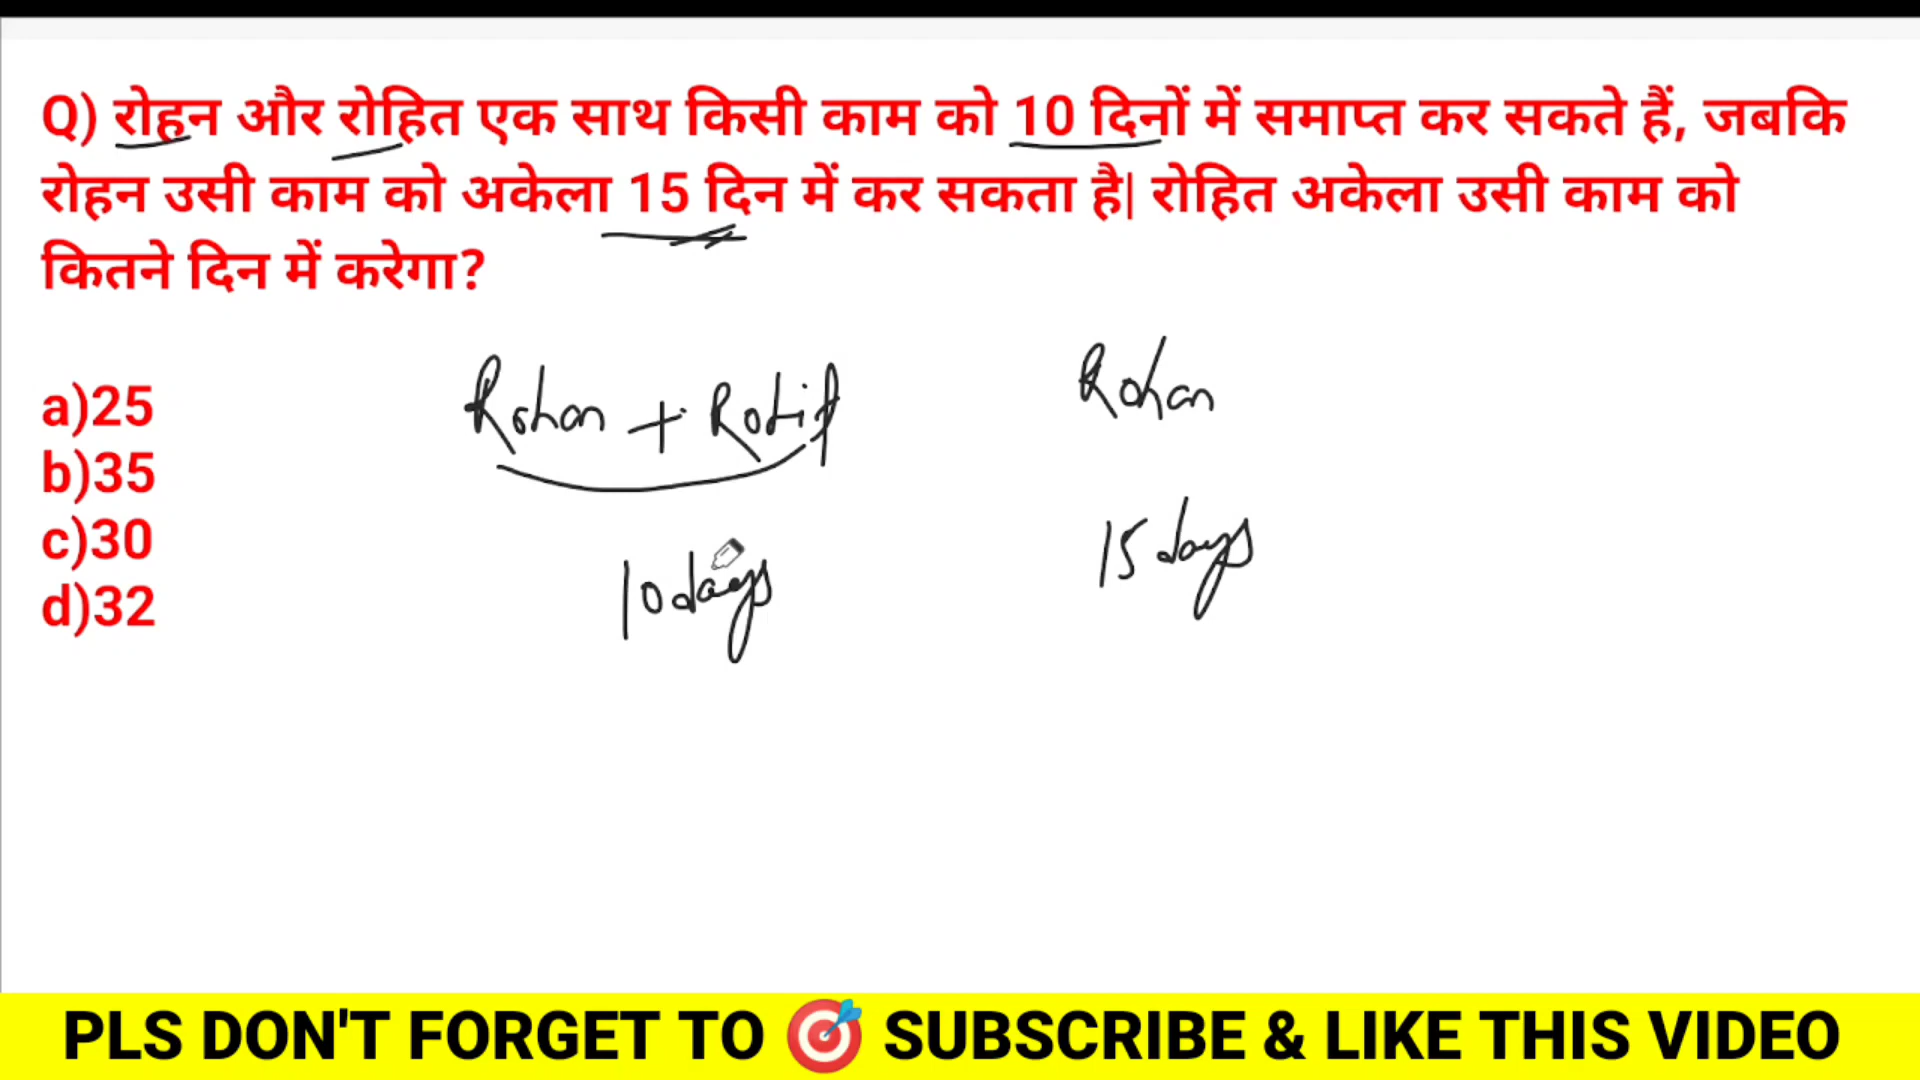 Q) रोहन और रोहित एक साथ किसी काम को 10 दिनों में समाप्त कर सकते हैं, जबकि
रोहन उसी काम को अकेला 15 दिन में कर सकता है| रोहित अकेला उसी काम को
कितने दिन में करेगा?
a)25
b)35
c)30
d)32
Rohan + Rohit
Rohan
10 days
15 days
PLS DON'T FORGET TO 🎯 SUBSCRIBE & LIKE THIS VIDEO